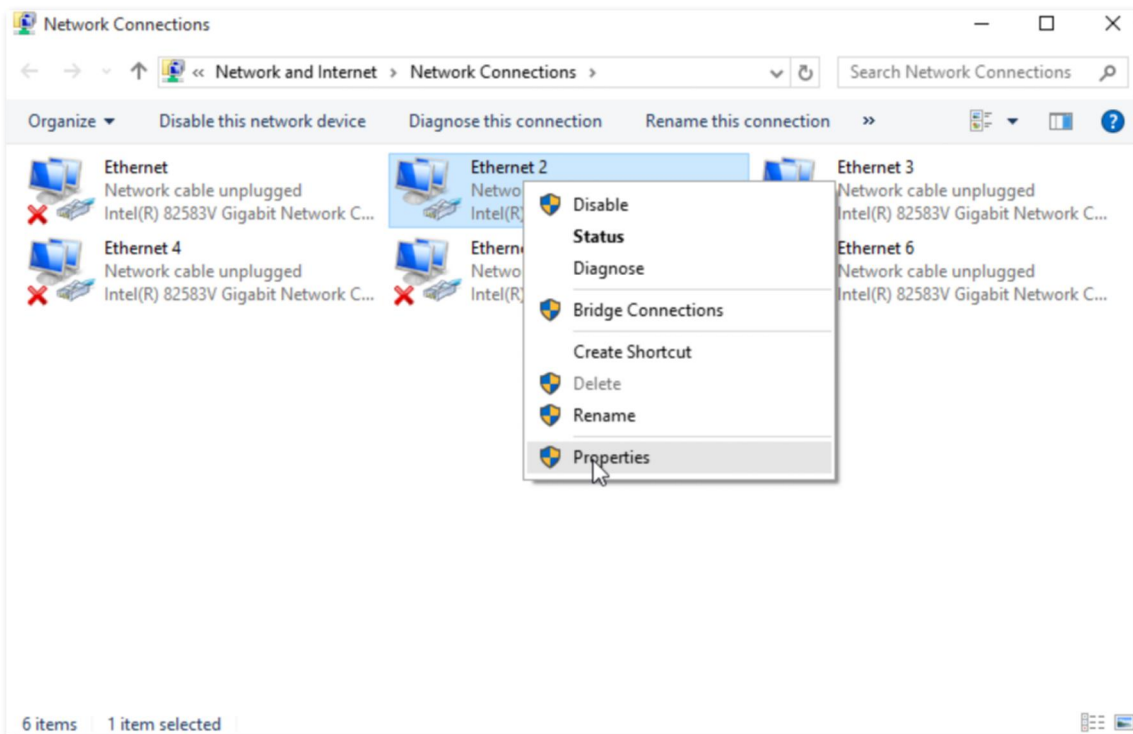 Network Connections
« Network and Internet > Network Connections >
Search Network Connections
Organize
Disable this network device
Diagnose this connection
Rename this connection
»
Ethernet
Network cable unplugged
Intel(R) 82583V Gigabit Network C...
Ethernet 2
Netwo
Intel(R)
Ethernet 3
Network cable unplugged
Intel(R) 82583V Gigabit Network C...
Ethernet 4
Network cable unplugged
Intel(R) 82583V Gigabit Network C...
Ethern
Netwo
Intel(R)
Ethernet 6
Network cable unplugged
Intel(R) 82583V Gigabit Network C...
Disable
Status
Diagnose
Bridge Connections
Create Shortcut
Delete
Rename
Properties
6 items
1 item selected